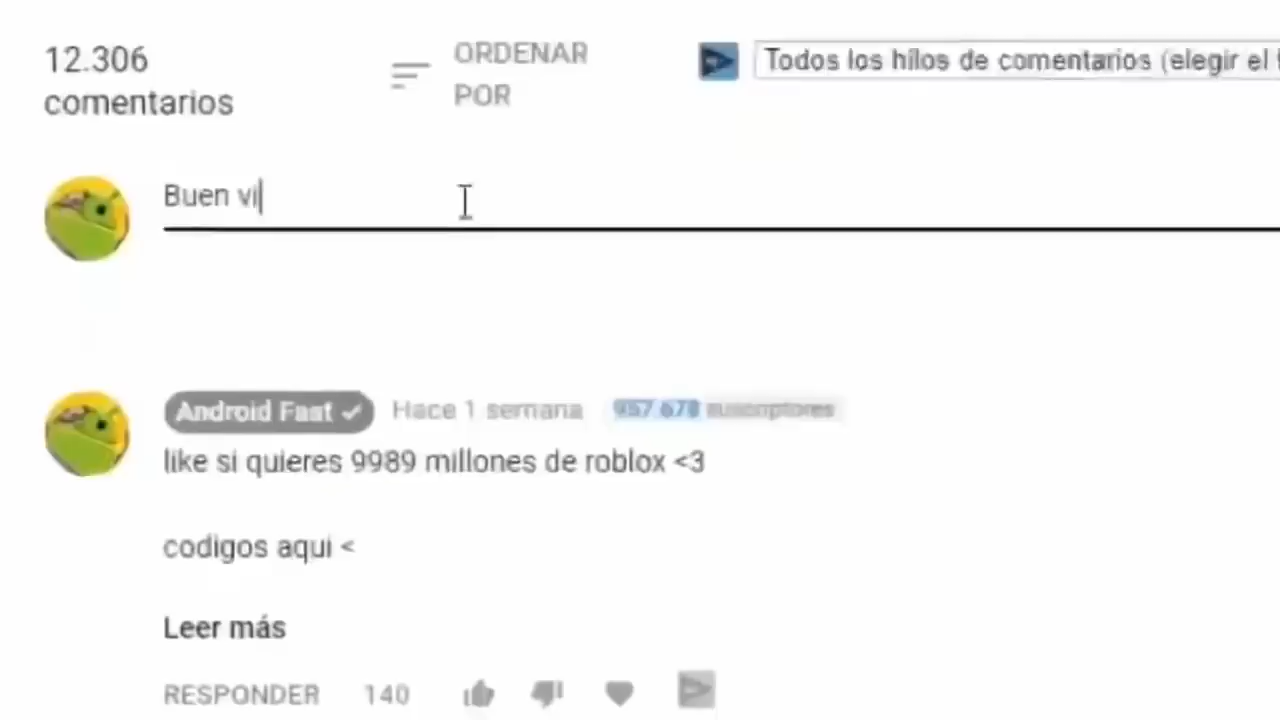 12.306
comentarios
ORDENAR
POR
Todos los hilos de comentarios (elegir el
Buen vi
Android Fast
Hace 1 semana
957 678 suscriptores
like si quieres 9989 millones de roblox <3
codigos aqui <
Leer más
RESPONDER
140